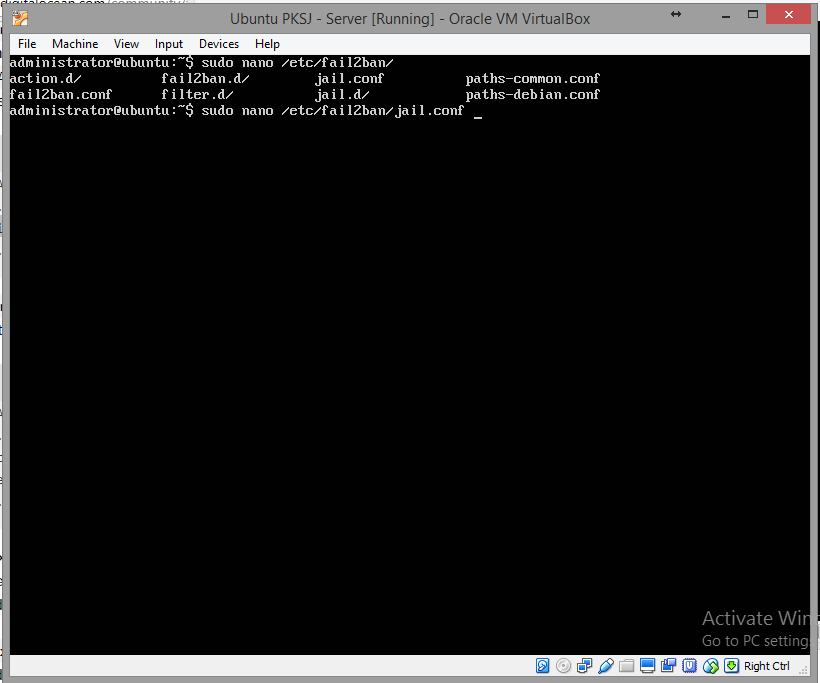 digitalocean.com/community/
Ubuntu PKSJ - Server [Running] - Oracle VM VirtualBox
File Machine View Input Devices Help
administrator@ubuntu:~$ sudo nano /etc/fail2ban/
action.d/ fail2ban.d/ jail.conf paths-common.conf
fail2ban.conf filter.d/ jail.d/ paths-debian.conf
administrator@ubuntu:~$ sudo nano /etc/fail2ban/jail.conf _
Activate Win
Go to PC settings
Right Ctrl